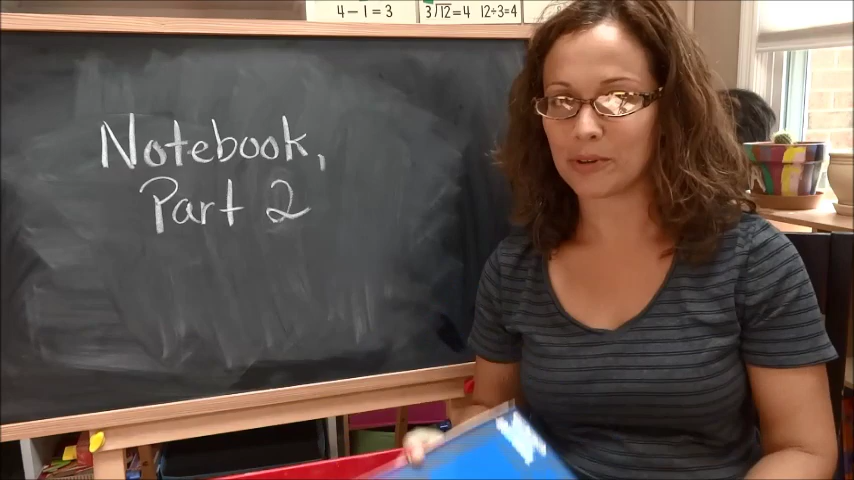 4 – 1 = 3
3√12=4 12÷3=4
Notebook,
Part 2